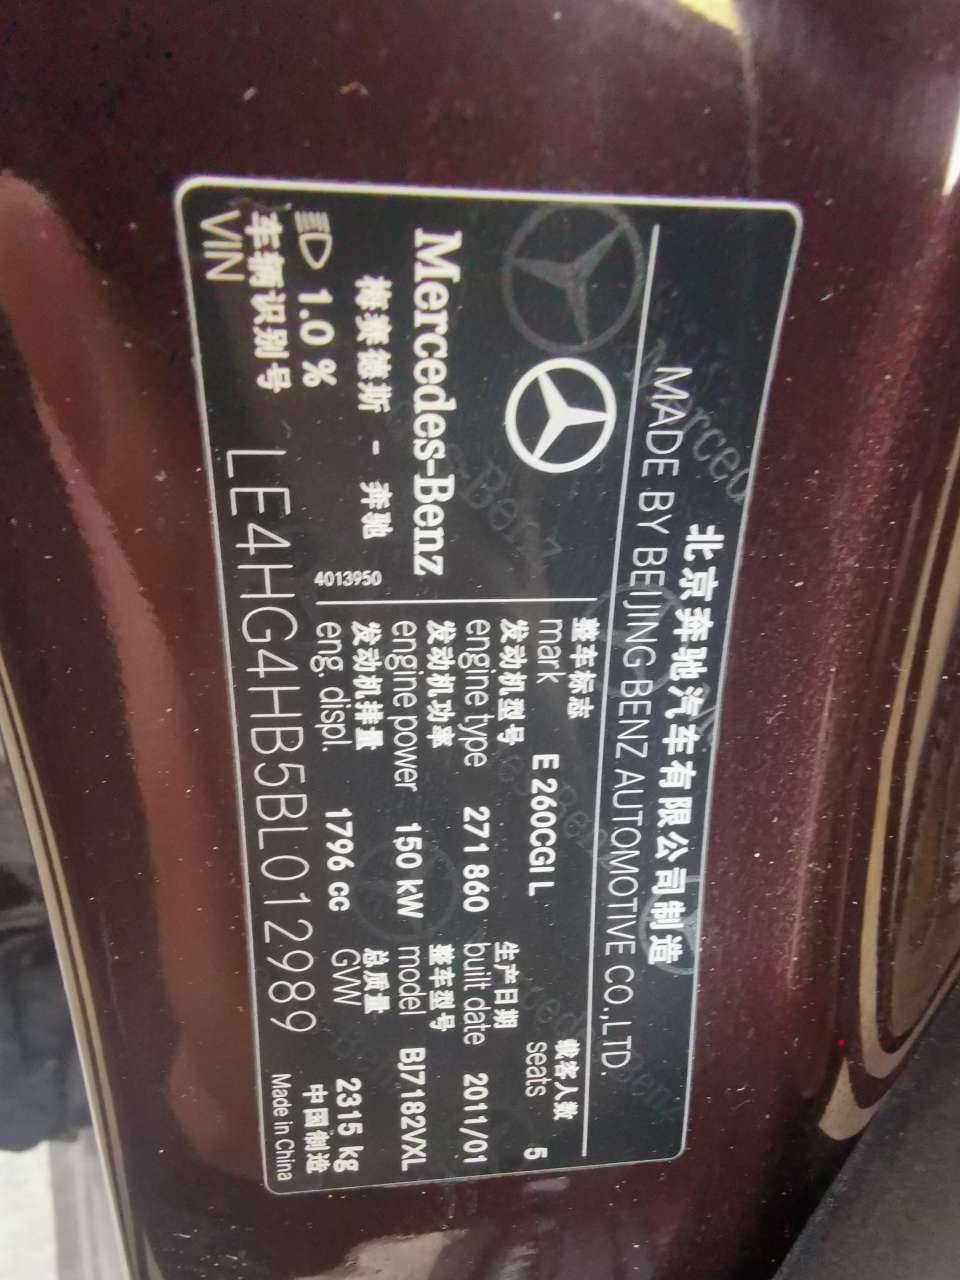 北京奔驰汽车有限公司制造
MADE BY BEIJING BENZ AUTOMOTIVE CO.,LTD.
Mercedes-Benz
梅赛德斯 - 奔驰
4013950
整车标志 载客人数
mark E 260CGI L seats 5
发动机型号 生产日期
engine type 271 860 built date 2011/01
发动机功率 整车型号
engine power 150 kW model BJ7182VXL
发动机排量 总质量
eng. displ. 1796 cc GVW 2315 kg
1.0 %
车辆识别号
VIN LE4HG4HB5BL012989
中国制造
Made in China